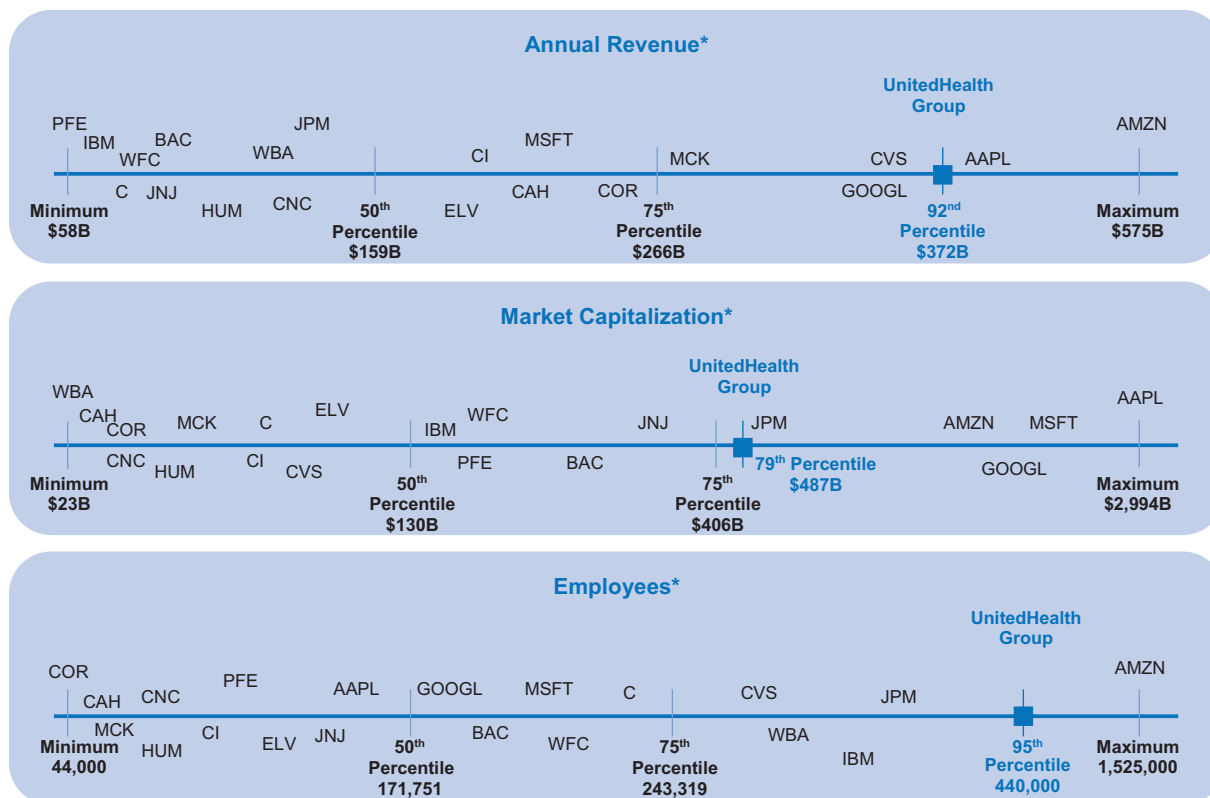 Annual Revenue*
UnitedHealth
Group
PFE
IBM
WFC
BAC
WBA
JPM
CI
MSFT
MCK
CVS
AAPL
AMZN
C
JNJ
HUM
CNC
ELV
CAH
COR
GOOGL
Minimum
$58B
50th
Percentile
$159B
75th
Percentile
$266B
92nd
Percentile
$372B
Maximum
$575B
Market Capitalization*
UnitedHealth
Group
WBA
CAH
COR
MCK
C
ELV
IBM
WFC
JNJ
JPM
AMZN
MSFT
AAPL
CNC
HUM
CI
CVS
PFE
BAC
GOOGL
Minimum
$23B
50th
Percentile
$130B
75th
Percentile
$406B
79th Percentile
$487B
Maximum
$2,994B
Employees*
UnitedHealth
Group
COR
CAH
CNC
PFE
AAPL
GOOGL
MSFT
C
CVS
JPM
AMZN
MCK
HUM
CI
ELV
JNJ
BAC
WFC
WBA
IBM
Minimum
44,000
50th
Percentile
171,751
75th
Percentile
243,319
95th
Percentile
440,000
Maximum
1,525,000